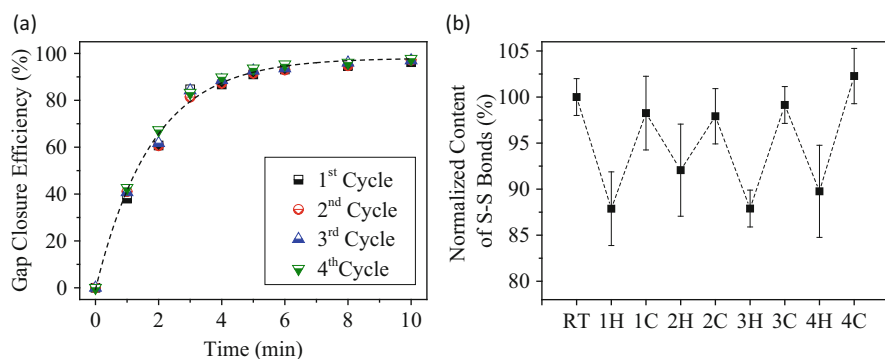 (a)
Gap Closure Efficiency (%)
100
80
60
40
20
0
0 2 4 6 8 10
Time (min)
1st Cycle
2nd Cycle
3rd Cycle
4thCycle
(b)
Normalized Content
of S-S Bonds (%)
105
100
95
90
85
80
RT 1H 1C 2H 2C 3H 3C 4H 4C